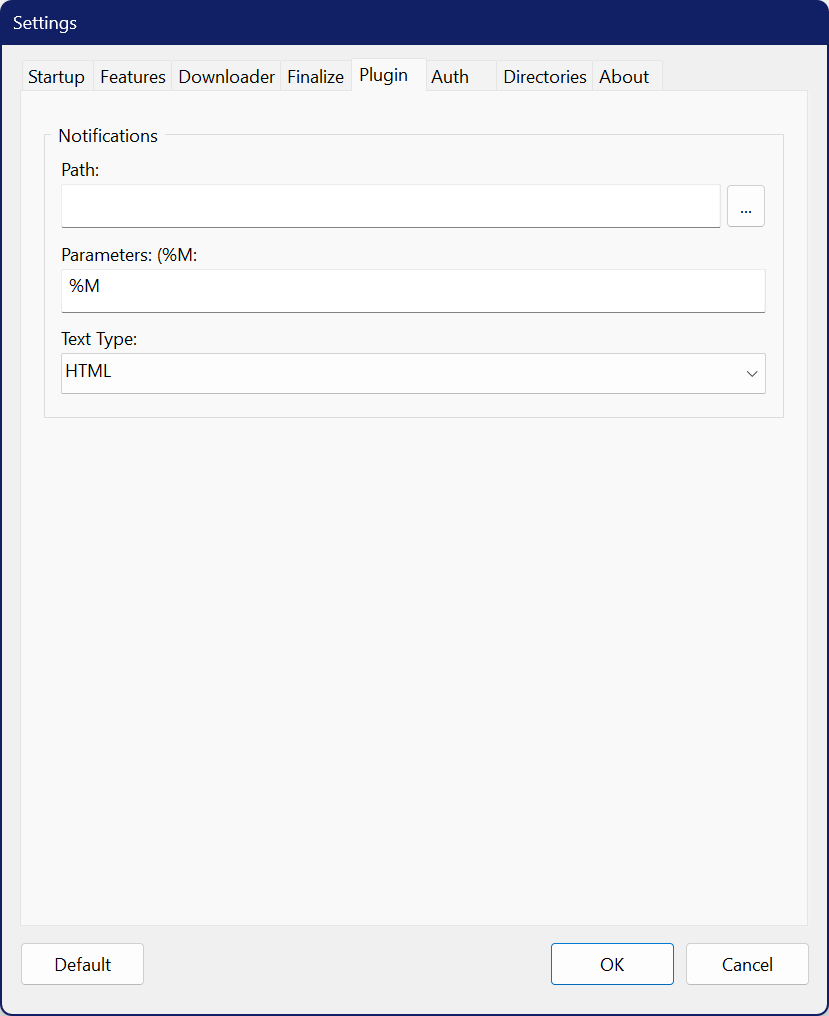 Settings
Startup Features Downloader Finalize Plugin Auth Directories About
Notifications
Path:
...
Parameters: (%M:
%M
Text Type:
HTML
Default OK Cancel